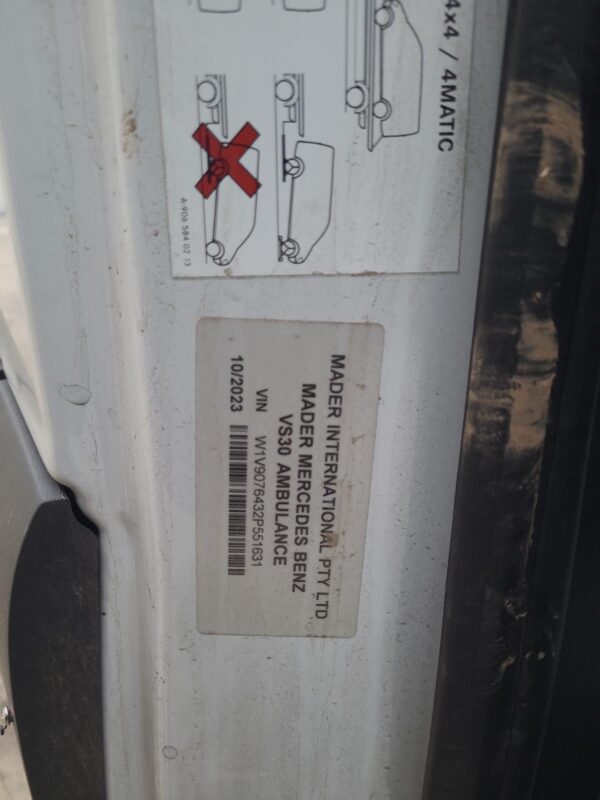 4x4 / 4MATIC
A-906 584 02 13
MADER INTERNATIONAL PTY LTD
MADER MERCEDES BENZ
VS30 AMBULANCE
VIN W1V9076432P551631
10/2023